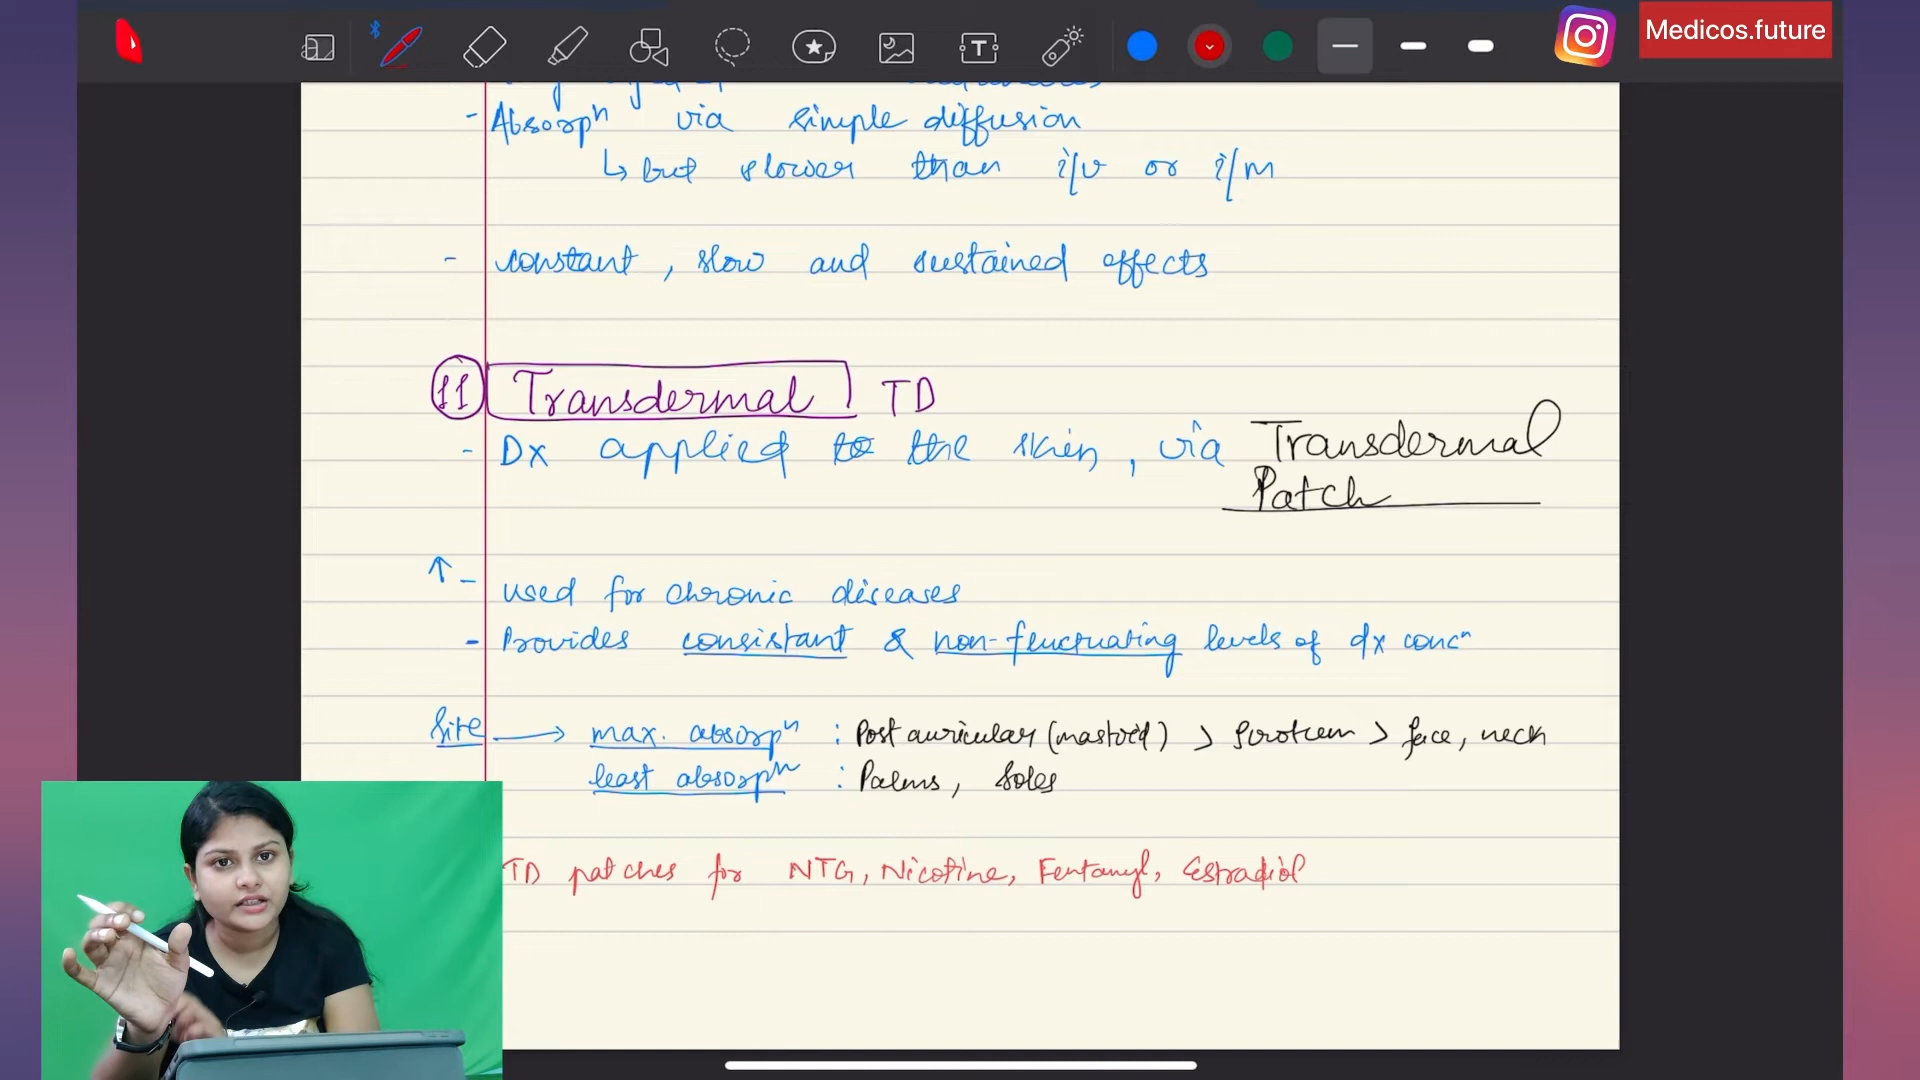 Medicos.future
- Absorpⁿ via simple diffusion
↳ but slower than i/v or i/m
- constant, slow and sustained effects
11 Transdermal TD
- Dx applied to the skin, via Transdermal
Patch
↑ - used for chronic diseases
- Provides consistant & non-fluctuating levels of dx concⁿ
Site → max. absorpⁿ : Post auricular (mastoid) > scrotum > face, neck
least absorpⁿ : Palms, Soles
TD patches for NTG, Nicotine, Fentanyl, Estradiol